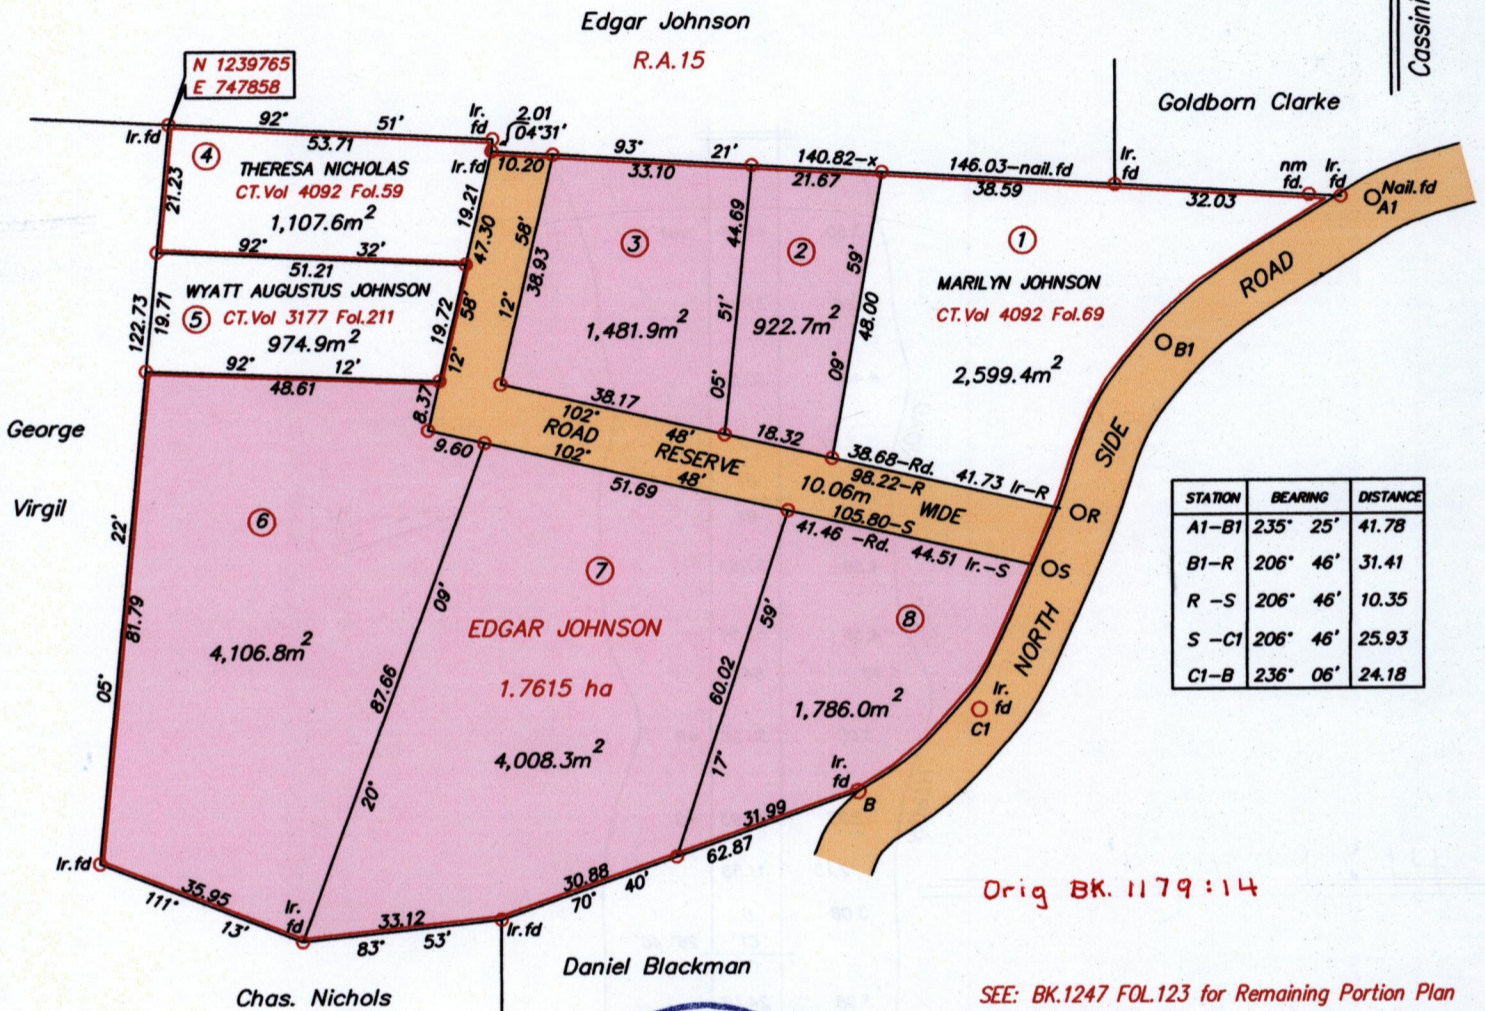 Edgar Johnson
R.A.15
Cassini
N 1239765
E 747858
Goldborn Clarke
Ir.fd
92° 51'
53.71
Ir.
fd
2.01
04°31'
Ir.fd
10.20
93° 21'
33.10
140.82-x
21.67
146.03-nail.fd
38.59
Ir.
fd
32.03
nm
fd.
Ir.
fd
Nail.fd
A1
4
THERESA NICHOLAS
CT.Vol 4092 Fol.59
1,107.6m²
21.23
19.21
47.30
58'
12°
38.93
44.69
51'
05°
59'
48.00
09°
3
1,481.9m²
2
922.7m²
1
MARILYN JOHNSON
CT.Vol 4092 Fol.69
2,599.4m²
92° 32'
51.21
WYATT AUGUSTUS JOHNSON
5
CT.Vol 3177 Fol.211
974.9m²
122.73
19.71
19.72
58'
12°
92° 12'
48.61
8.37
9.60
38.17
102° 48'
18.32
ROAD RESERVE
10.06m WIDE
102° 48'
51.69
38.68-Rd.
41.73 Ir-R
98.22-R
105.80-S
41.46 -Rd.
44.51 Ir.-S
ROAD
SIDE
NORTH
B1
R
S
George
Virgil
22'
81.79
05°
6
4,106.8m²
09'
87.66
20°
7
EDGAR JOHNSON
1.7615 ha
4,008.3m²
59'
60.02
17°
8
1,786.0m²
Ir.
fd
C1
Ir.
fd
B
STATION BEARING DISTANCE
A1-B1 235° 25' 41.78
B1-R 206° 46' 31.41
R -S 206° 46' 10.35
S -C1 206° 46' 25.93
C1-B 236° 06' 24.18
31.99
62.87
30.88
70° 40'
Ir.fd
35.95
111° 13'
Ir.
fd
33.12
83° 53'
Ir.fd
Daniel Blackman
Chas. Nichols
Orig BK. 1179:14
SEE: BK.1247 FOL.123 for Remaining Portion Plan